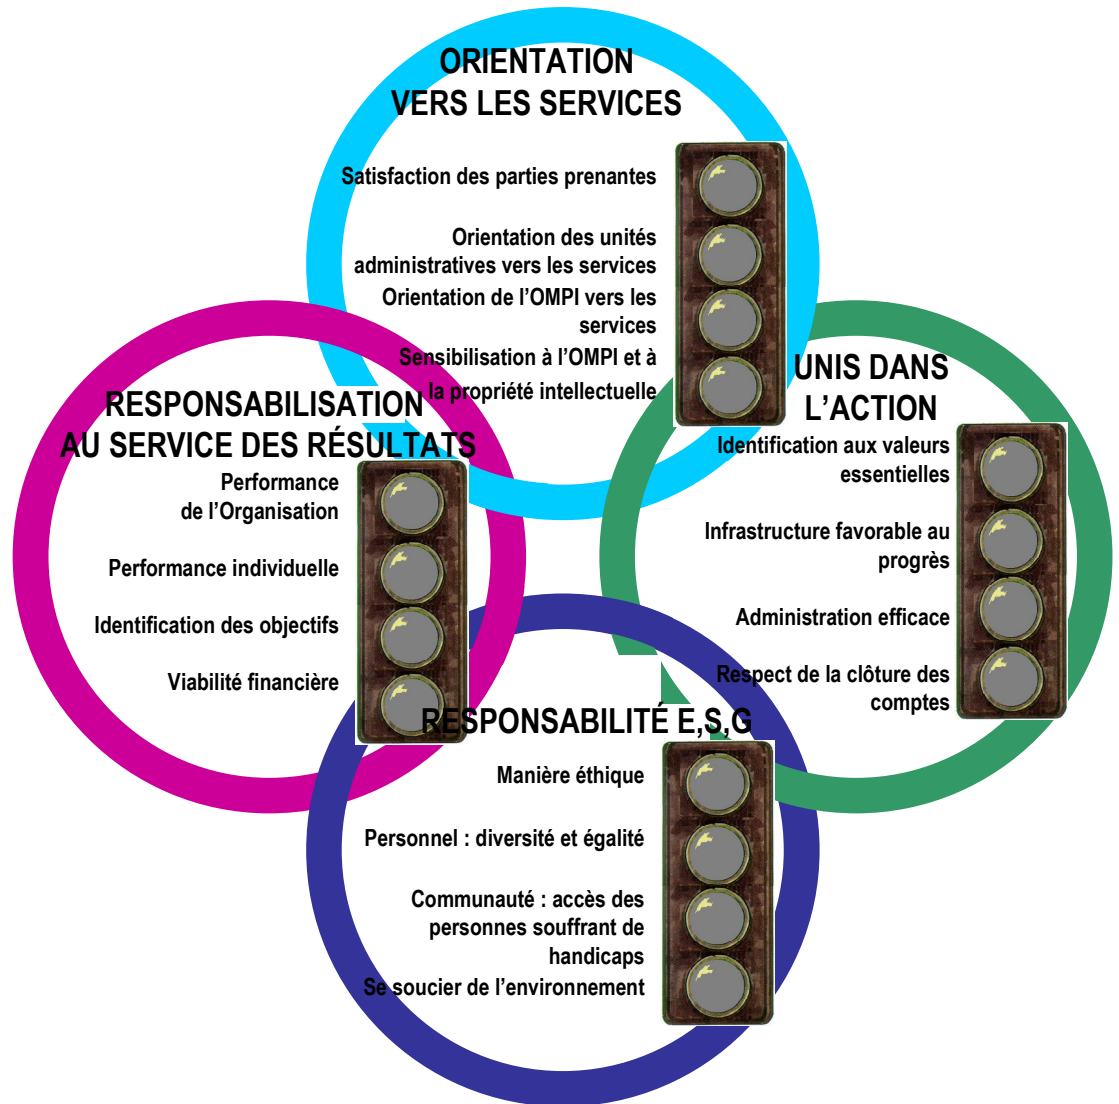 ORIENTATION
VERS LES SERVICES
Satisfaction des parties prenantes
Orientation des unités
administratives vers les services
Orientation de l’OMPI vers les
services
Sensibilisation à l’OMPI et à
la propriété intellectuelle
RESPONSABILISATION
AU SERVICE DES RÉSULTATS
Performance
de l’Organisation
Performance individuelle
Identification des objectifs
Viabilité financière
UNIS DANS
L’ACTION
Identification aux valeurs
essentielles
Infrastructure favorable au
progrès
Administration efficace
Respect de la clôture des
comptes
RESPONSABILITÉ E,S,G
Manière éthique
Personnel : diversité et égalité
Communauté : accès des
personnes souffrant de
handicaps
Se soucier de l’environnement